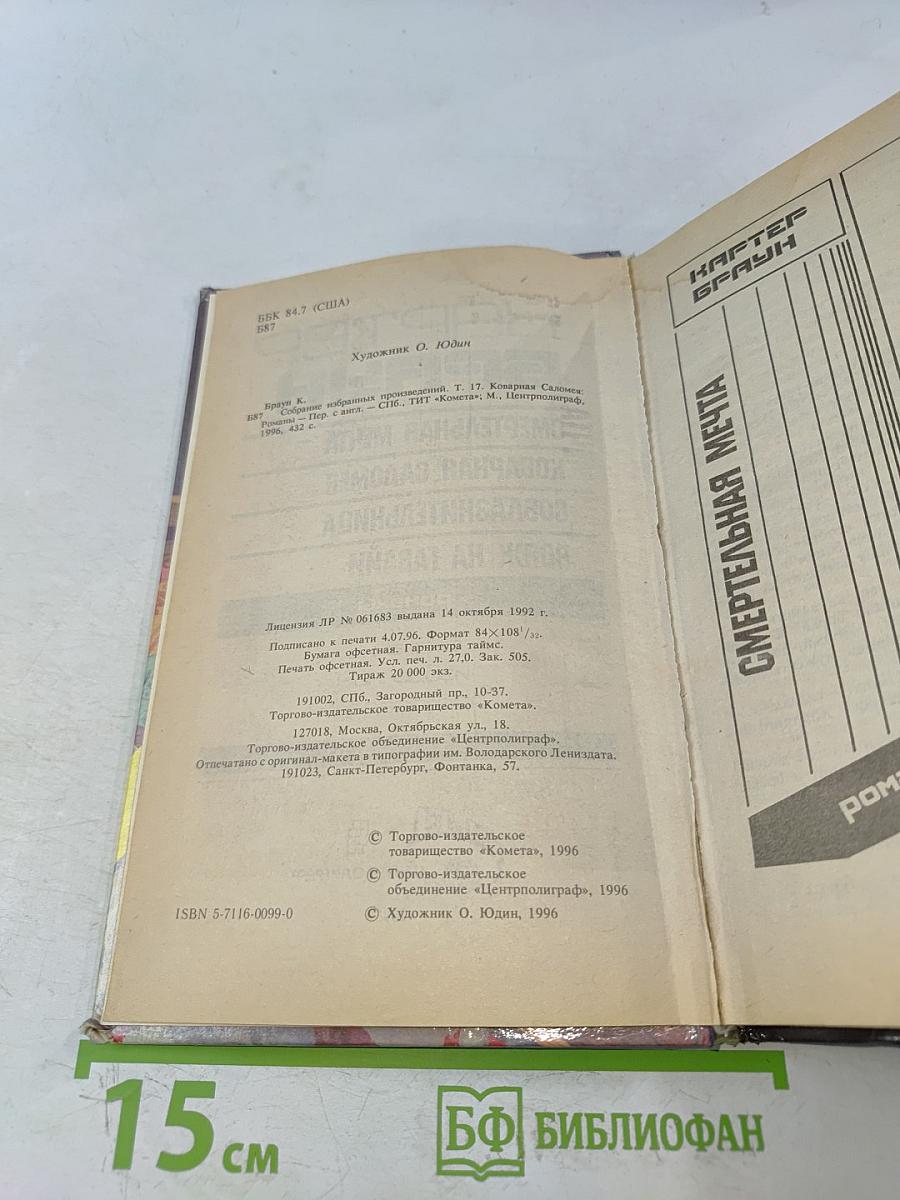 ББК 84.7 (США)
Б87
Художник О. Юдин
Браун К.
Б87 Собрание избранных произведений. Т. 17. Коварная Саломея:
Романы — Пер. с англ. — СПб., ТИТ «Комета»; М., Центрполиграф,
1996, 432 с.
Лицензия ЛР № 061683 выдана 14 октября 1992 г.
Подписано к печати 4.07.96. Формат 84×108¹/₃₂.
Бумага офсетная. Гарнитура таймс.
Печать офсетная. Усл. печ. л. 27,0. Зак. 505.
Тираж 20 000 экз.
191002, СПб., Загородный пр., 10-37.
Торгово-издательское товарищество «Комета».
127018, Москва, Октябрьская ул., 18.
Торгово-издательское объединение «Центрполиграф».
Отпечатано с оригинал-макета в типографии им. Володарского Лениздата.
191023, Санкт-Петербург, Фонтанка, 57.
© Торгово-издательское
товарищество «Комета», 1996
© Торгово-издательское
объединение «Центрполиграф», 1996
ISBN 5-7116-0099-0
© Художник О. Юдин, 1996
КАРТЕР
БРАУН
СМЕРТЕЛЬНАЯ МЕЧТА
15 см
БФ БИБЛИОФАН